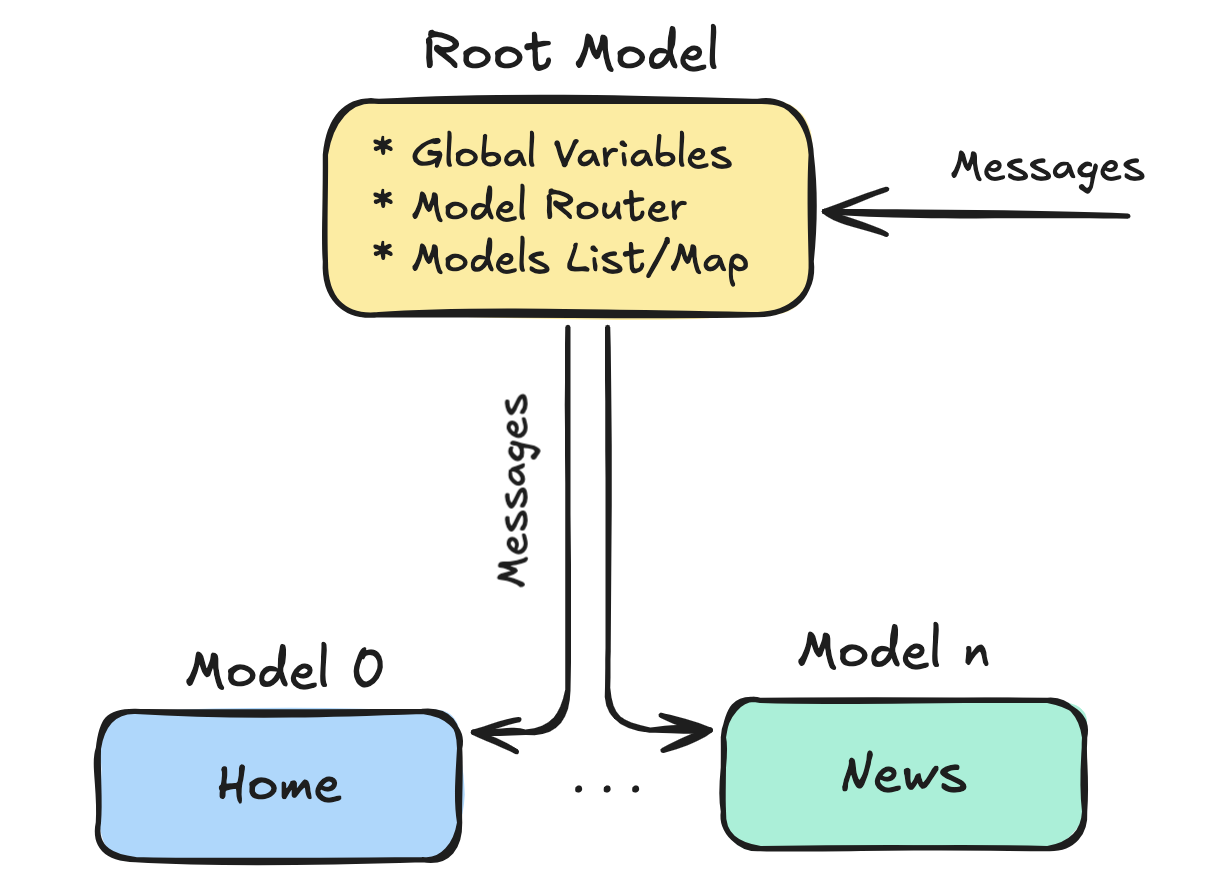 Root Model
* Global Variables
* Model Router
* Models List/Map
Messages
Messages
Model 0
Home
. . .
Model n
News